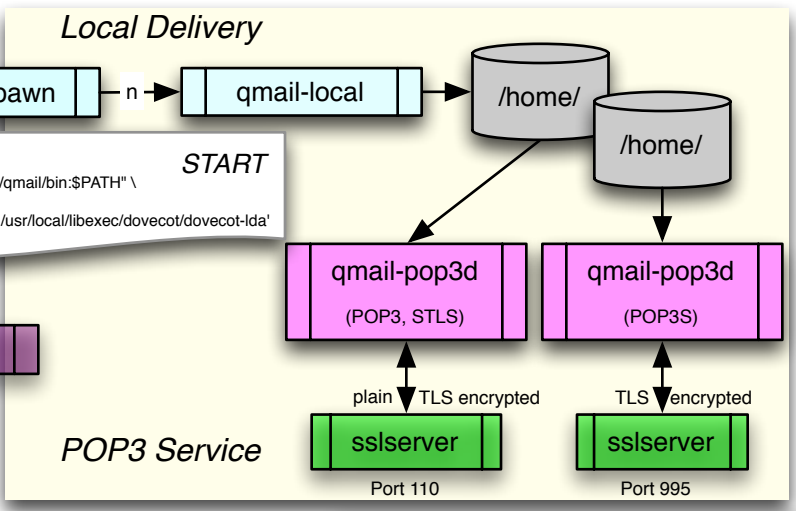 Local Delivery
pawn
n
qmail-local
/home/
/home/
START
/qmail/bin:$PATH" \
/usr/local/libexec/dovecot/dovecot-lda'
qmail-pop3d
(POP3, STLS)
qmail-pop3d
(POP3S)
plain TLS encrypted
TLS encrypted
POP3 Service
sslserver
sslserver
Port 110
Port 995